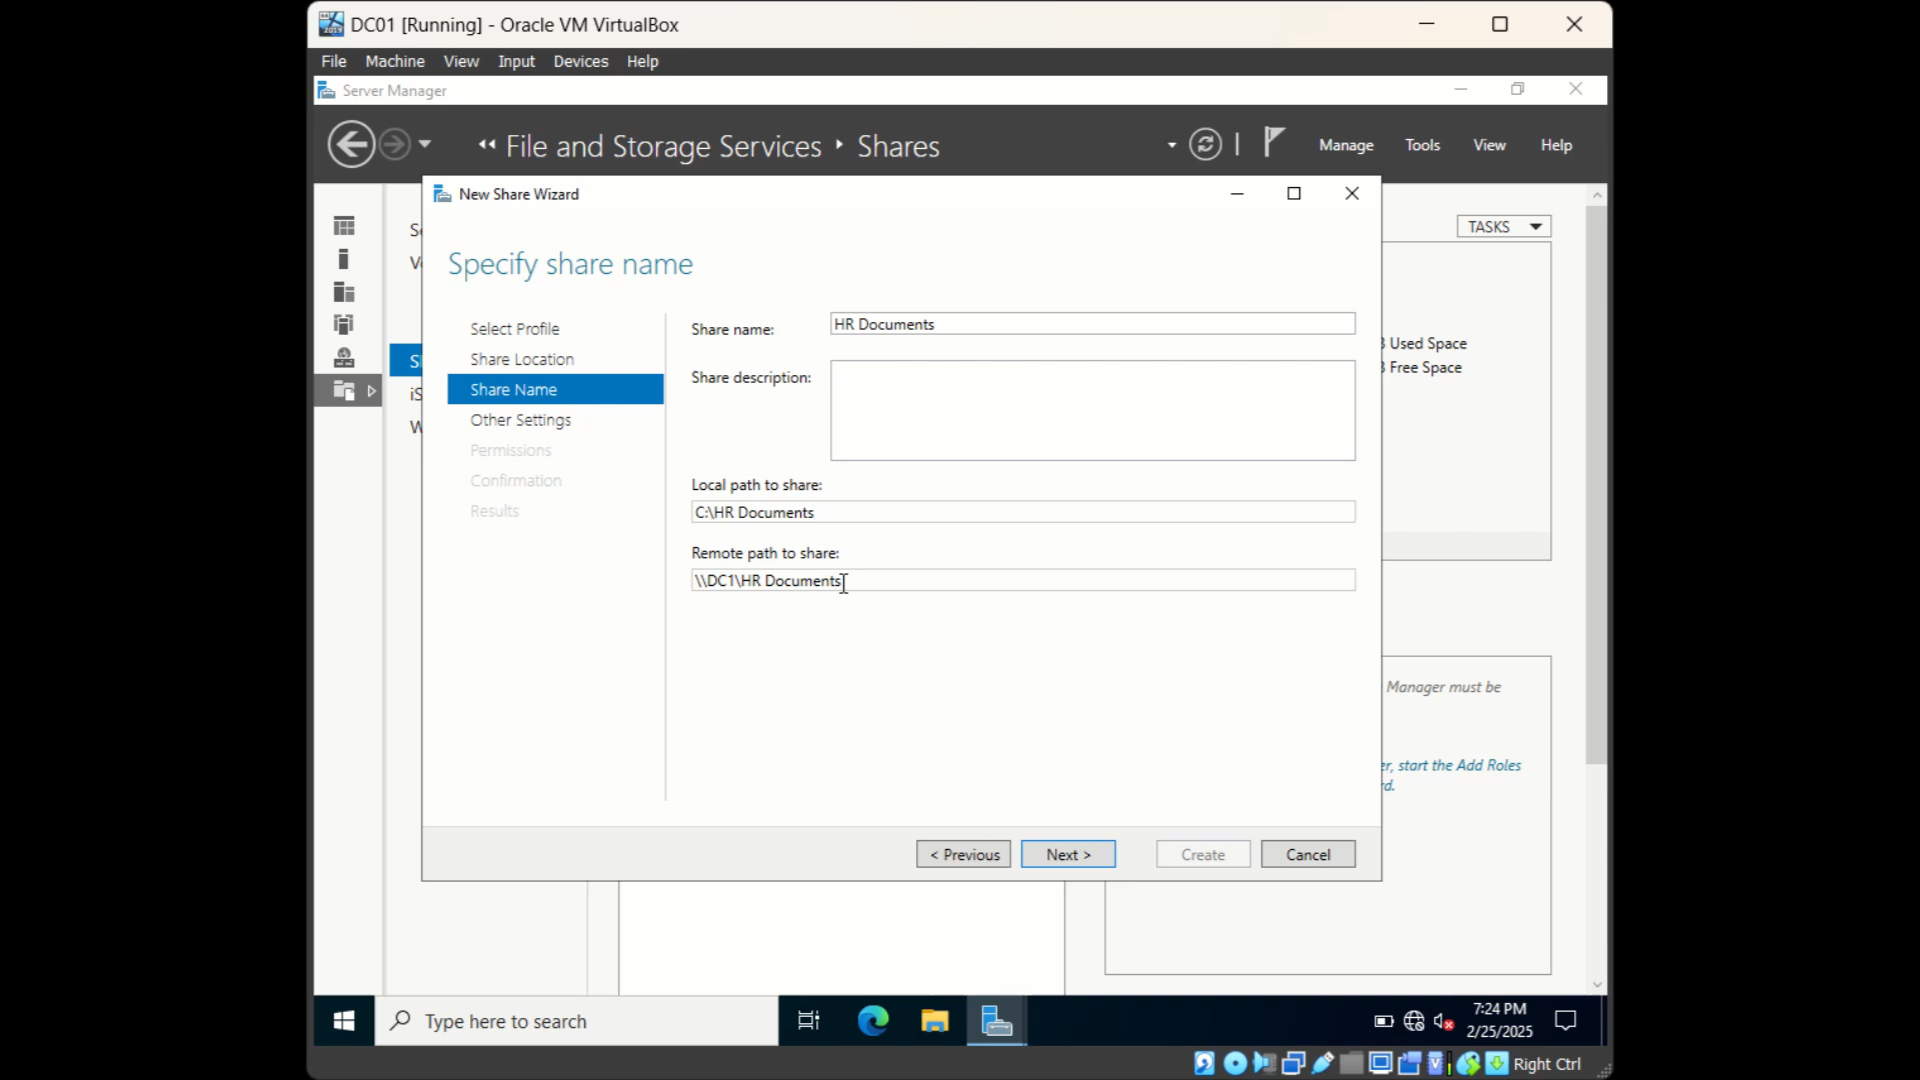 DC01 [Running] - Oracle VM VirtualBox
File Machine View Input Devices Help
Server Manager
File and Storage Services Shares
Manage Tools View Help
New Share Wizard
TASKS
Specify share name
Select Profile
Share Location
Share Name
Other Settings
Permissions
Confirmation
Results
Share name:
HR Documents
Share description:
Local path to share:
C:\HR Documents
Remote path to share:
\\DC1\HR Documents
Used Space
Free Space
Manager must be
start the Add Roles
< Previous
Next >
Create
Cancel
Type here to search
7:24 PM
2/25/2025
Right Ctrl